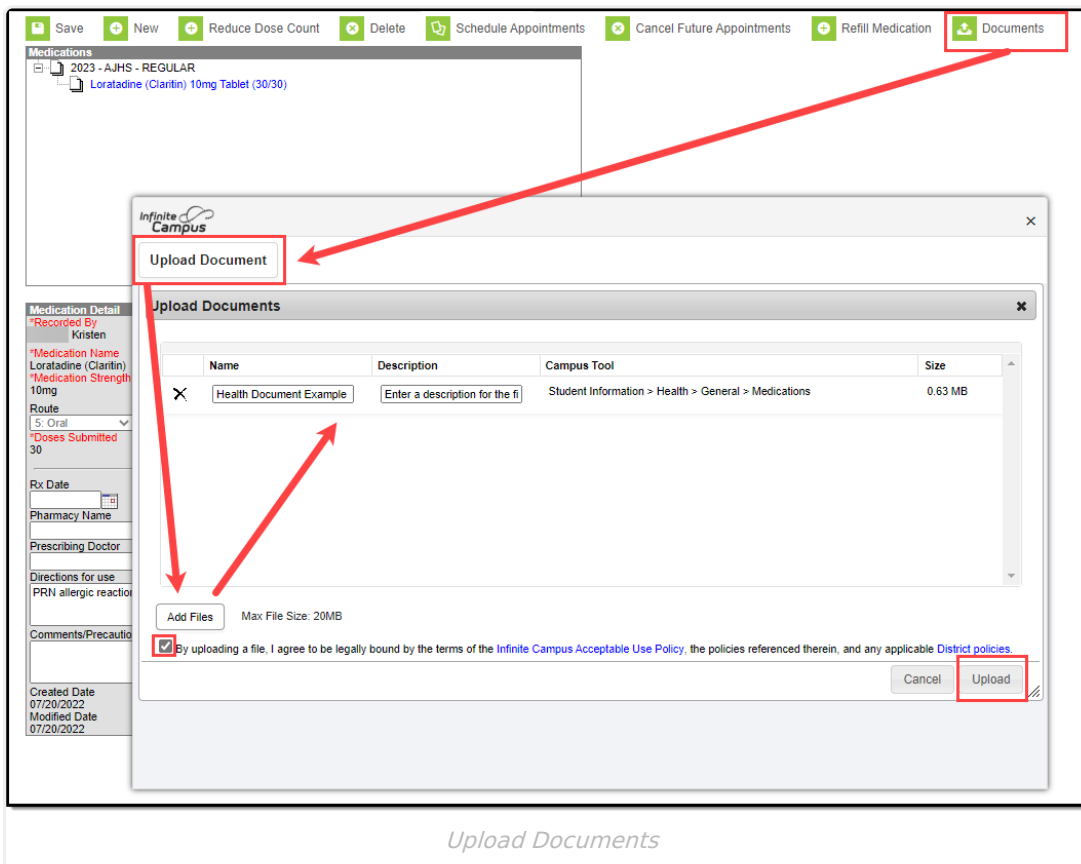 Save New Reduce Dose Count Delete Schedule Appointments Cancel Future Appointments Refill Medication Documents
Medications
2023 - AJHS - REGULAR
Loratadine (Claritin) 10mg Tablet (30/30)
Infinite
Campus
Upload Document
Upload Documents
Name Description Campus Tool Size
Health Document Example Enter a description for the fi Student Information > Health > General > Medications 0.63 MB
Add Files Max File Size: 20MB
By uploading a file, I agree to be legally bound by the terms of the Infinite Campus Acceptable Use Policy, the policies referenced therein, and any applicable District policies.
Cancel Upload
Medication Detail
*Recorded By
Kristen
*Medication Name
Loratadine (Claritin)
*Medication Strength
10mg
Route
5: Oral
*Doses Submitted
30
Rx Date
Pharmacy Name
Prescribing Doctor
Directions for use
PRN allergic reaction
Comments/Precautio
Created Date
07/20/2022
Modified Date
07/20/2022
Upload Documents